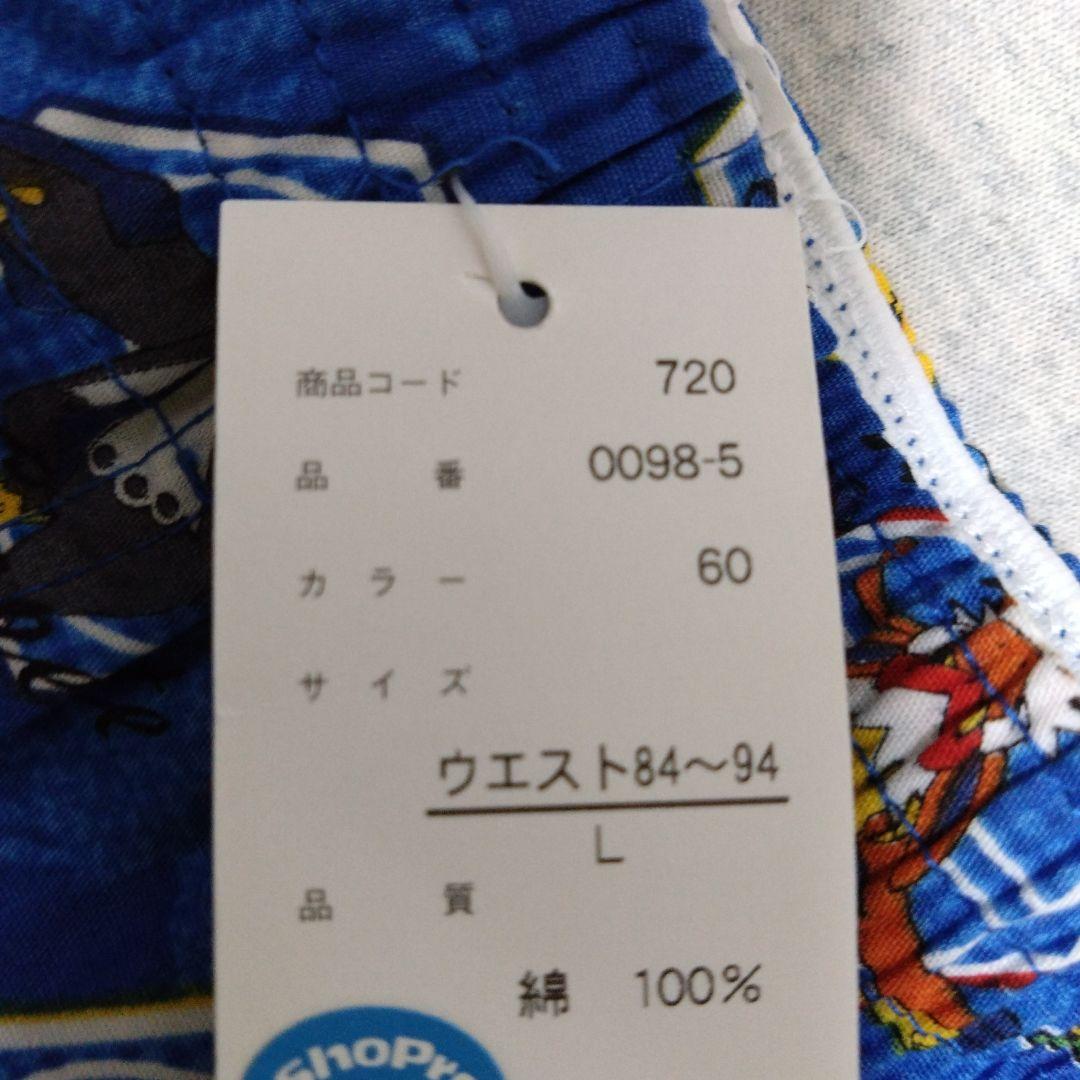 商品コード 720
品番 0098-5
カラー 60
サイズ
ウエスト84〜94
L
品質
綿 100%
ShoPro